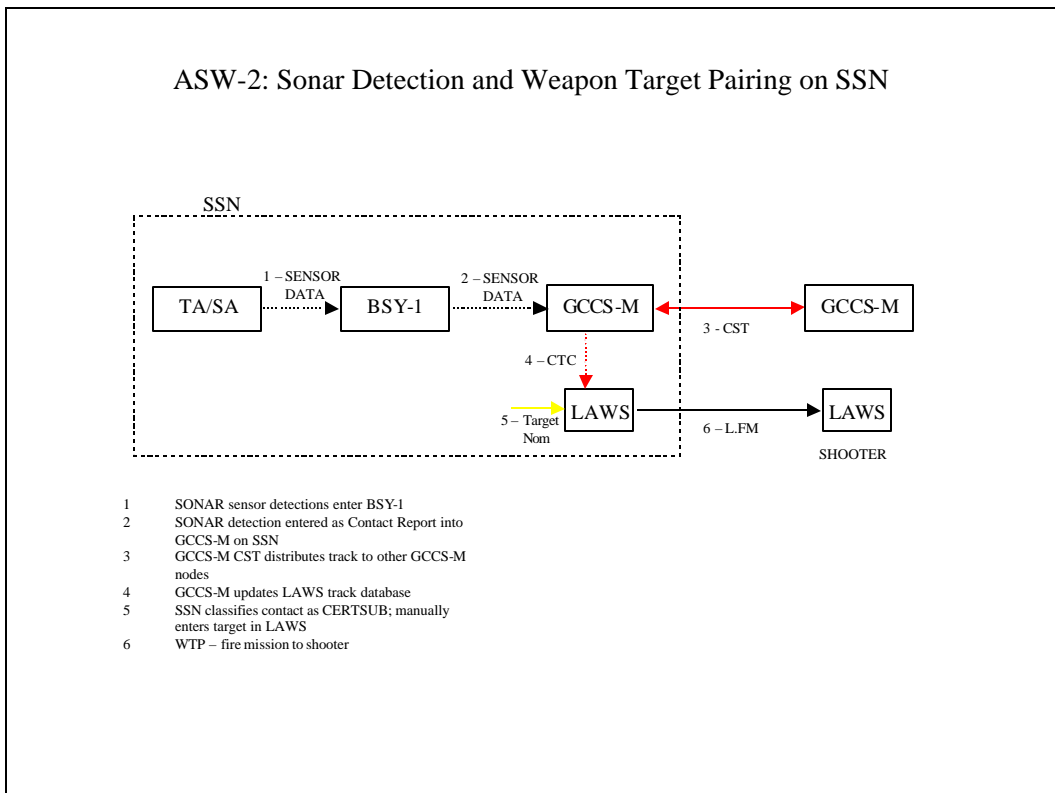 ASW-2: Sonar Detection and Weapon Target Pairing on SSN
SSN
1 – SENSOR
DATA
2 – SENSOR
DATA
TA/SA
BSY-1
GCCS-M
GCCS-M
3 - CST
4 – CTC
LAWS
LAWS
5 – Target
Nom
6 – L.FM
SHOOTER
1 SONAR sensor detections enter BSY-1
2 SONAR detection entered as Contact Report into
GCCS-M on SSN
3 GCCS-M CST distributes track to other GCCS-M
nodes
4 GCCS-M updates LAWS track database
5 SSN classifies contact as CERTSUB; manually
enters target in LAWS
6 WTP – fire mission to shooter